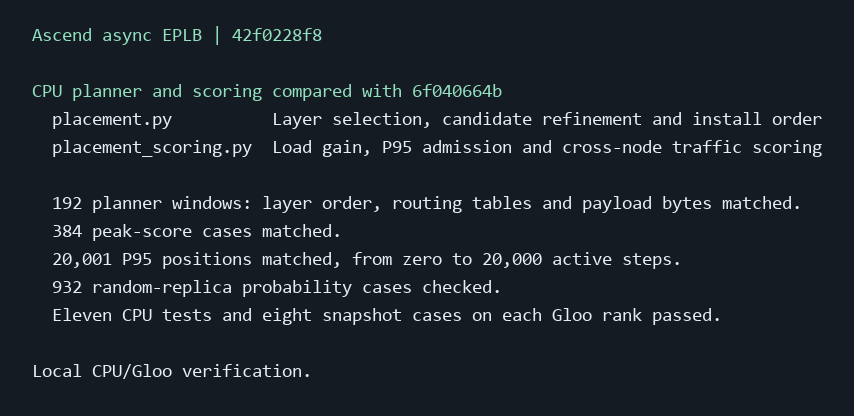 Ascend async EPLB | 42f0228f8
CPU planner and scoring compared with 6f040664b
placement.py Layer selection, candidate refinement and install order
placement_scoring.py Load gain, P95 admission and cross-node traffic scoring
192 planner windows: layer order, routing tables and payload bytes matched.
384 peak-score cases matched.
20,001 P95 positions matched, from zero to 20,000 active steps.
932 random-replica probability cases checked.
Eleven CPU tests and eight snapshot cases on each Gloo rank passed.
Local CPU/Gloo verification.